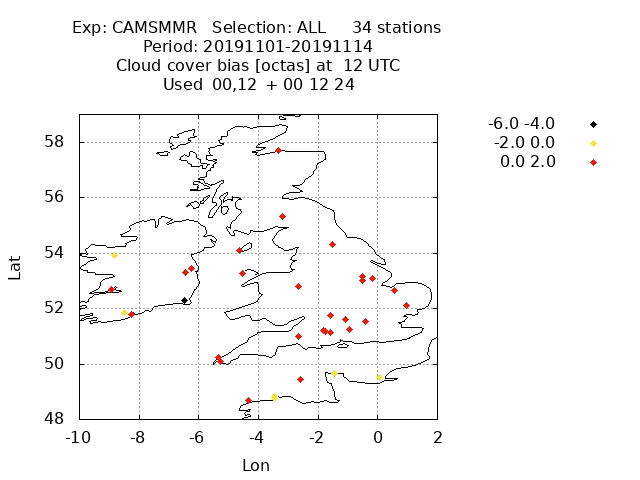 Exp: CAMSMMR Selection: ALL 34 stations
Period: 20191101-20191114
Cloud cover bias [octas] at 12 UTC
Used 00,12 + 00 12 24
-6.0 -4.0
-2.0 0.0
0.0 2.0
58
56
54
52
50
48
Lat
-10 -8 -6 -4 -2 0 2
Lon